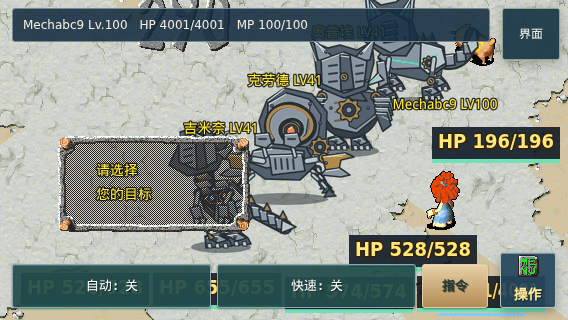 Mechabc9 Lv.100 HP 4001/4001 MP 100/100
界面
克劳德 LV41
Mechabc9 LV100
吉米奈 LV41
HP 196/196
请选择
您的目标
HP 528/528
自动：关
快速：关
指令
操作